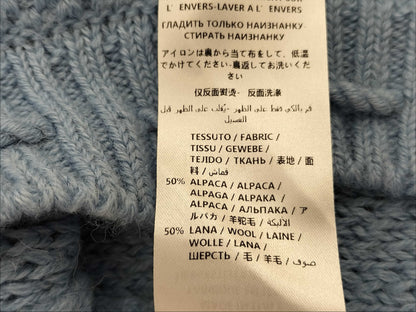 L' ENVERS-LAVER A L' ENVERS
ГЛАДИТЬ ТОЛЬКО НАИЗНАНКУ-
СТИРАТЬ НАИЗНАНКУ
アイロンは裏から当て布をして、低温
でかけてください-裏返してお洗いくださ
い
仅反面熨烫- 反面洗涤
قم بالكي فقط على الظهر -يُقلب على الظهر قبل
الغسيل
TESSUTO / FABRIC /
TISSU / GEWEBE /
TEJIDO / ТКАНЬ / 表地 / 面
料 / قماش /
50% ALPACA / ALPACA /
ALPAGA / ALPAKA /
ALPACA / АЛЬПАКА / ア
ルパカ / 羊驼毛 / الألبكة
50% LANA / WOOL / LAINE /
WOLLE / LANA /
ШЕРСТЬ / 毛 / 羊毛 / صوف /